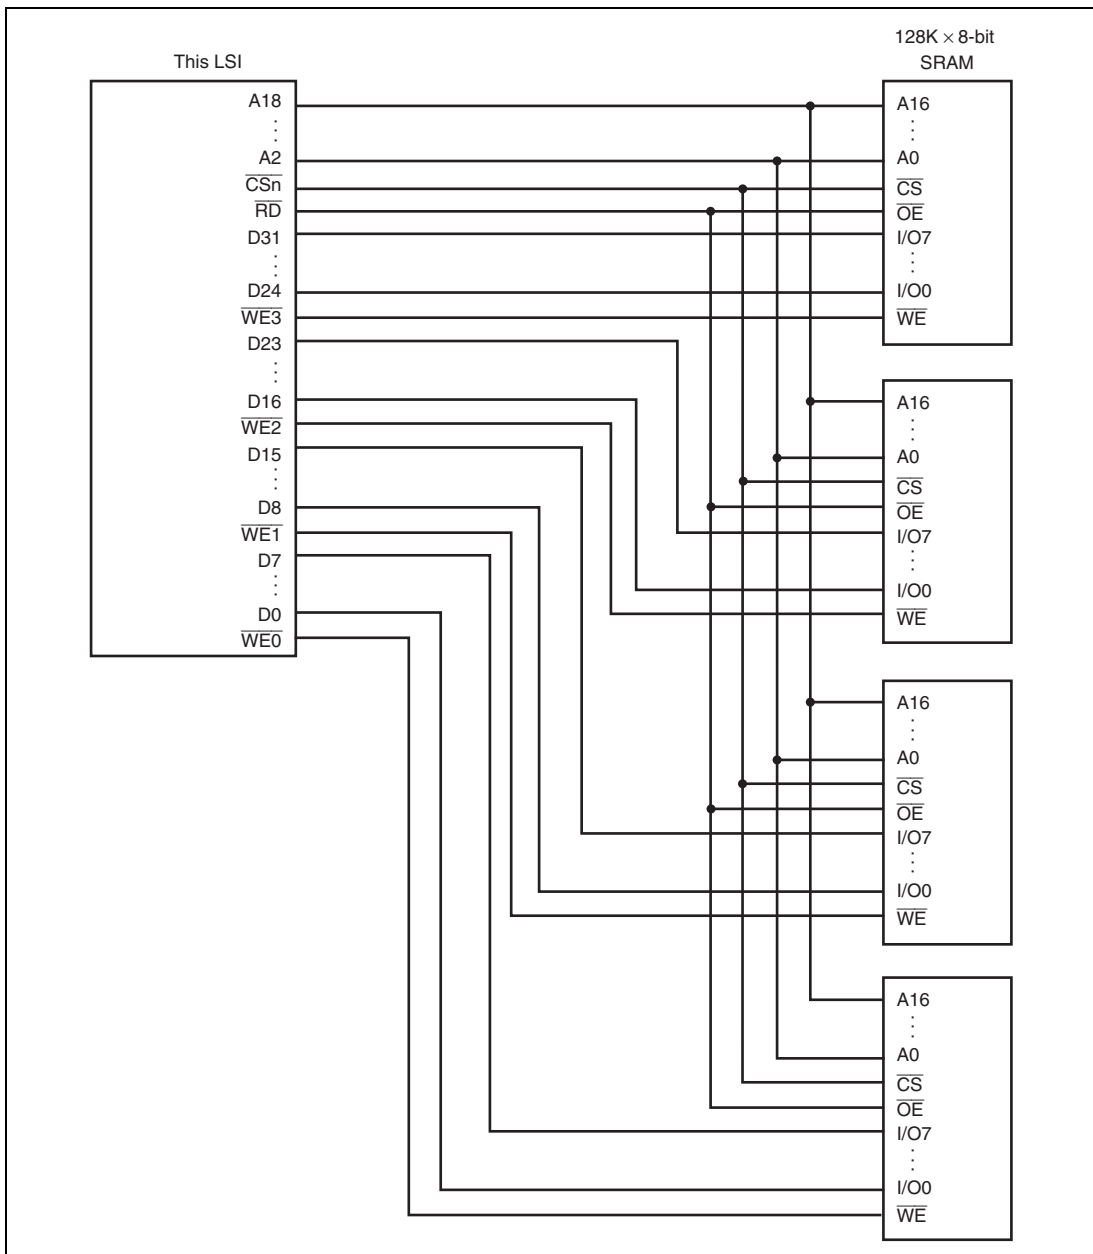 This LSI
A18
A2
CSn
RD
D31
D24
WE3
D23
D16
WE2
D15
D8
WE1
D7
D0
WE0
128K × 8-bit
SRAM
A16
A0
CS
OE
I/O7
I/O0
WE
A16
A0
CS
OE
I/O7
I/O0
WE
A16
A0
CS
OE
I/O7
I/O0
WE
A16
A0
CS
OE
I/O7
I/O0
WE